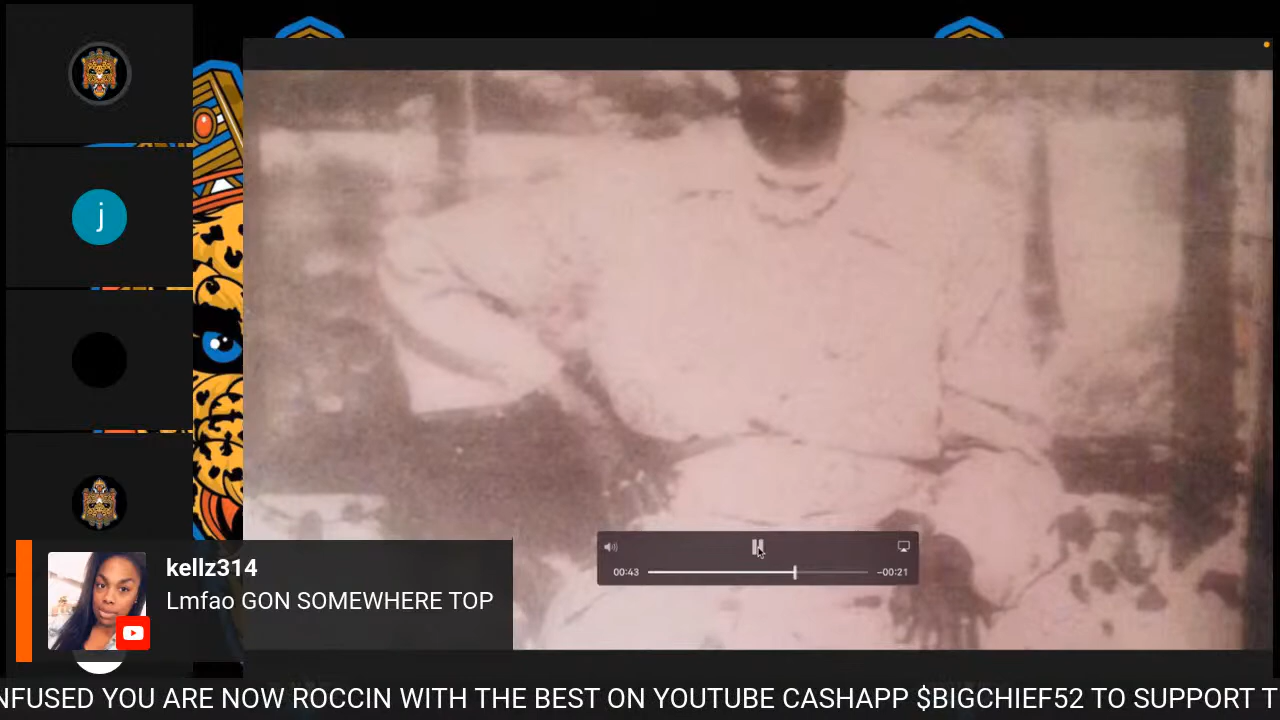 j
00:43
-00:21
kellz314
Lmfao GON SOMEWHERE TOP
NFUSED YOU ARE NOW ROCCIN WITH THE BEST ON YOUTUBE CASHAPP $BIGCHIEF52 TO SUPPORT T